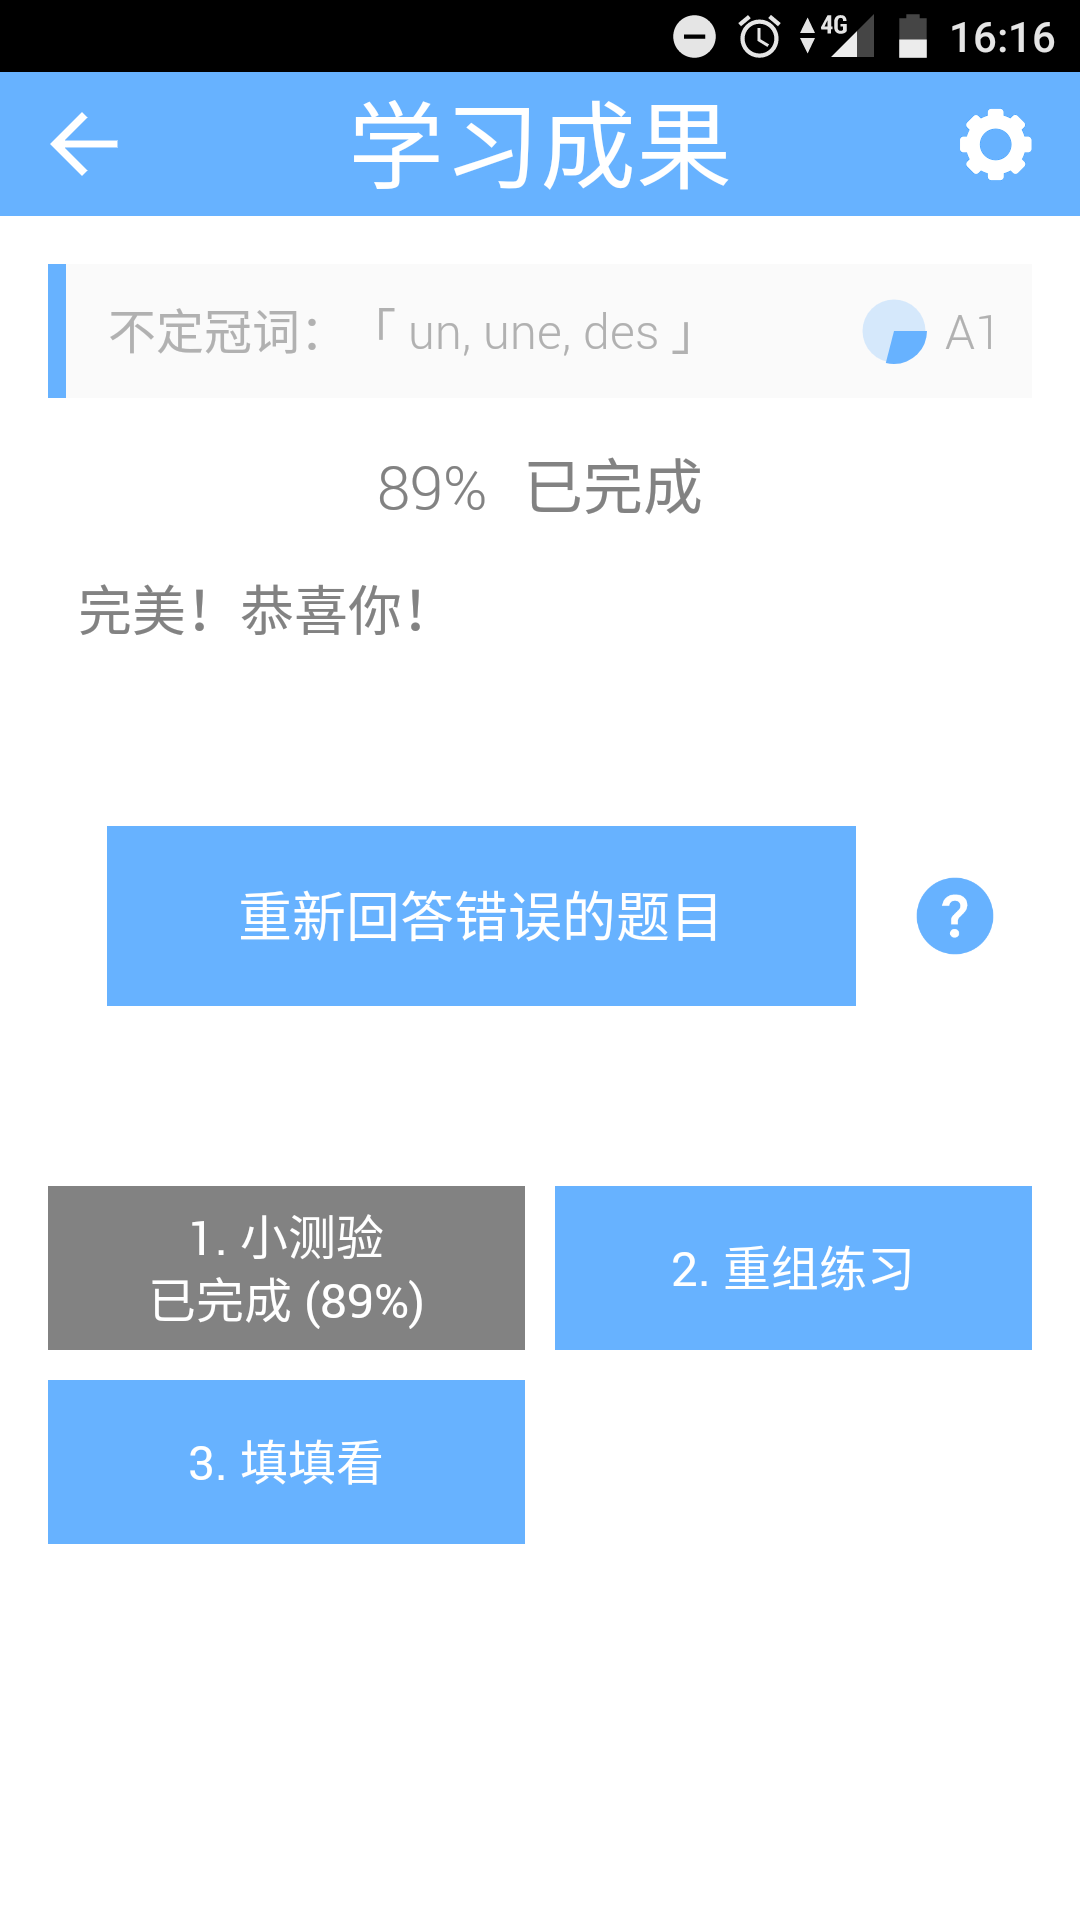 4G 16:16
学习成果
不定冠词：「 un, une, des 」 A1
89% 已完成
完美！恭喜你！
重新回答错误的题目
?
1. 小测验
已完成 (89%)
2. 重组练习
3. 填填看